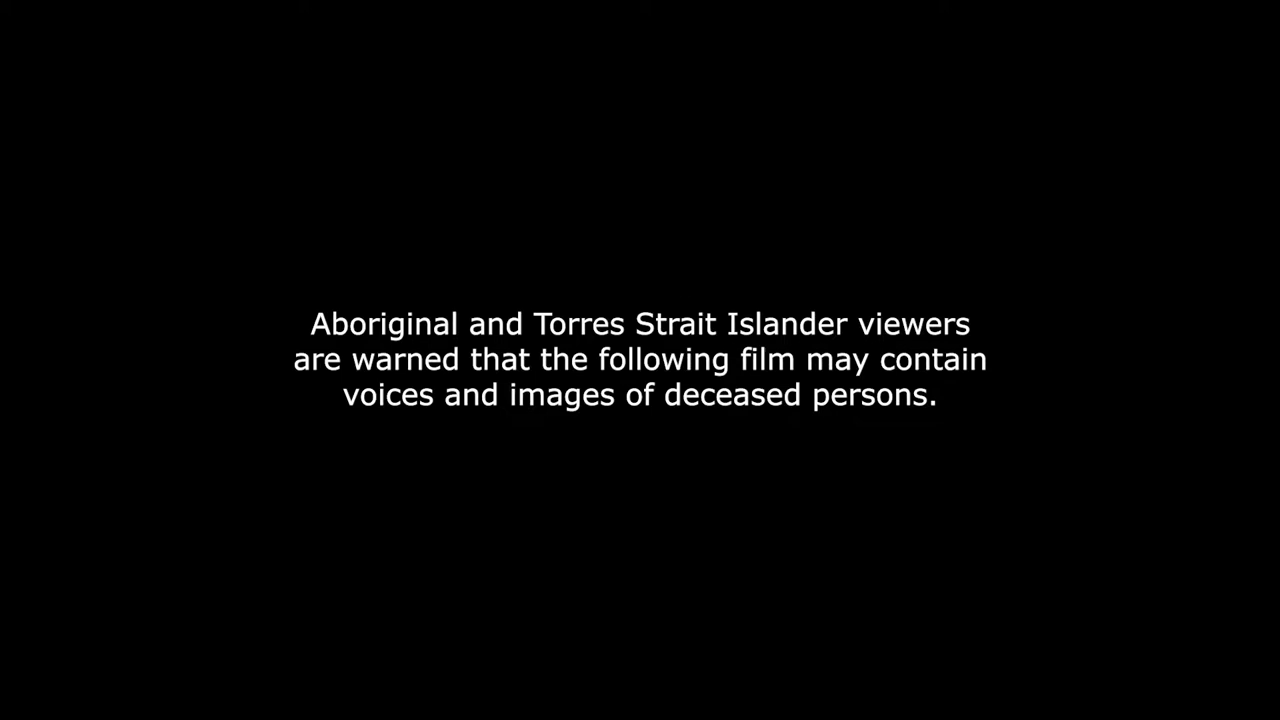 Aboriginal and Torres Strait Islander viewers
are warned that the following film may contain
voices and images of deceased persons.